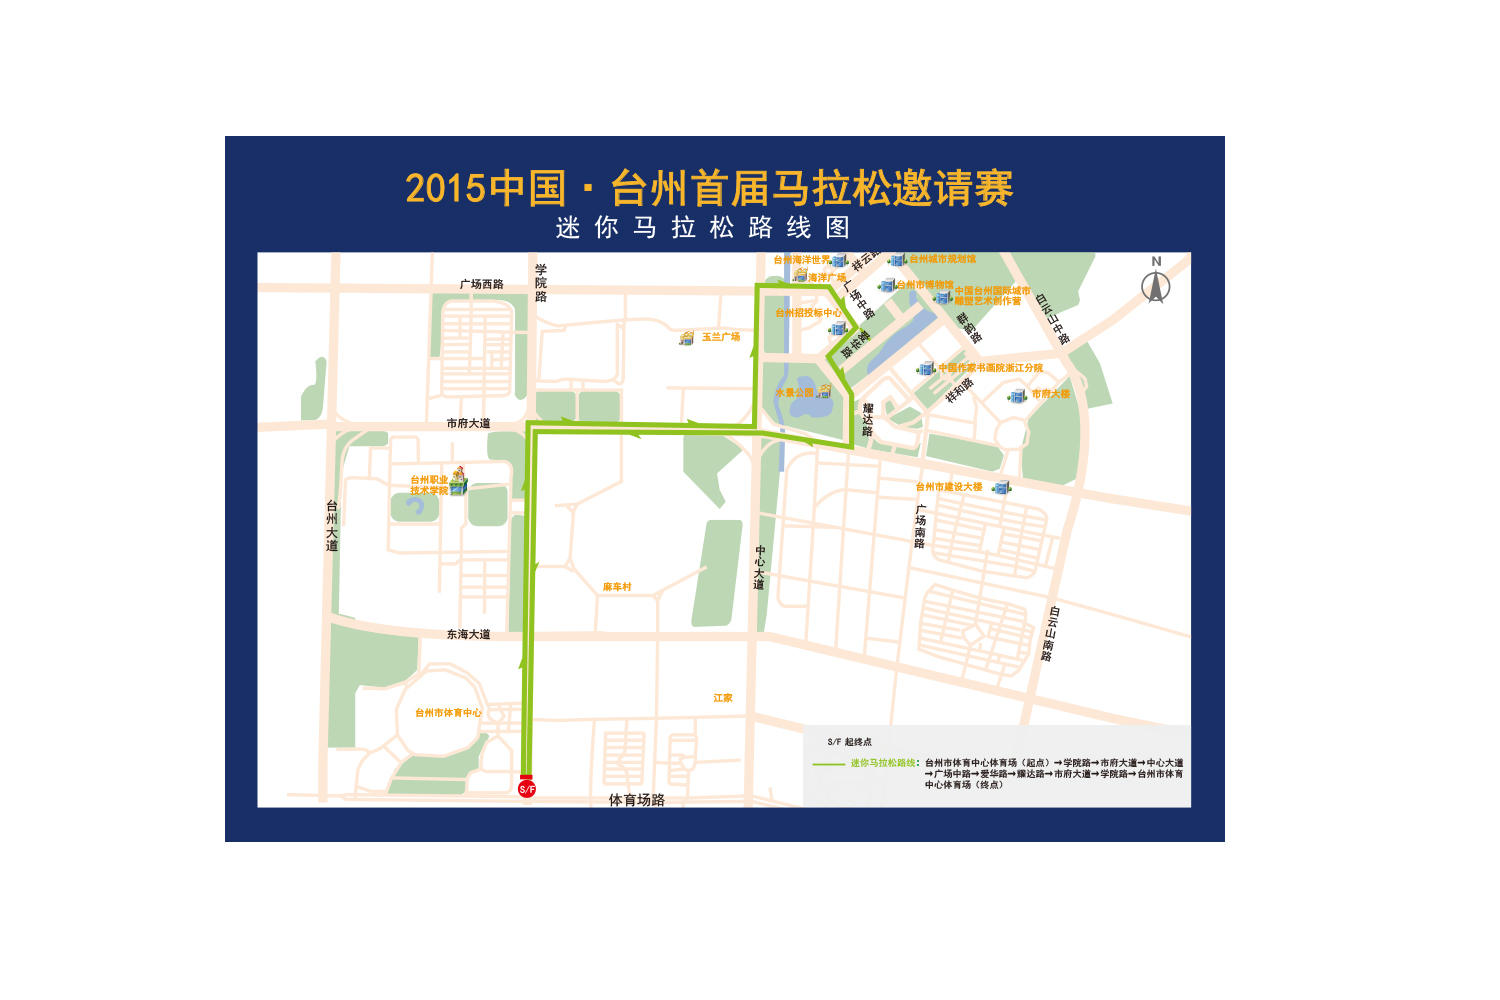 2015中国·台州首届马拉松邀请赛
迷你马拉松路线图
学院路
台州海洋世界
祥云路
台州城市规划馆
N
海洋广场
广场西路
广场中路
台州市博物馆
中国台州国际城市
雕塑艺术创作营
白云山中路
台州招投标中心
群韵路
玉兰广场
爱华路
中国作家书画院浙江分院
祥和路
水景公园
市府大楼
耀达路
市府大道
台州职业
技术学院
台州市建设大楼
台州大道
广场南路
中心大道
麻车村
白云山南路
东海大道
江家
台州市体育中心
S/F 起终点
迷你马拉松路线：台州市体育中心体育场（起点）→学院路→市府大道→中心大道
→广场中路→爱华路→耀达路→市府大道→学院路→台州市体育
中心体育场（终点）
S/F
体育场路